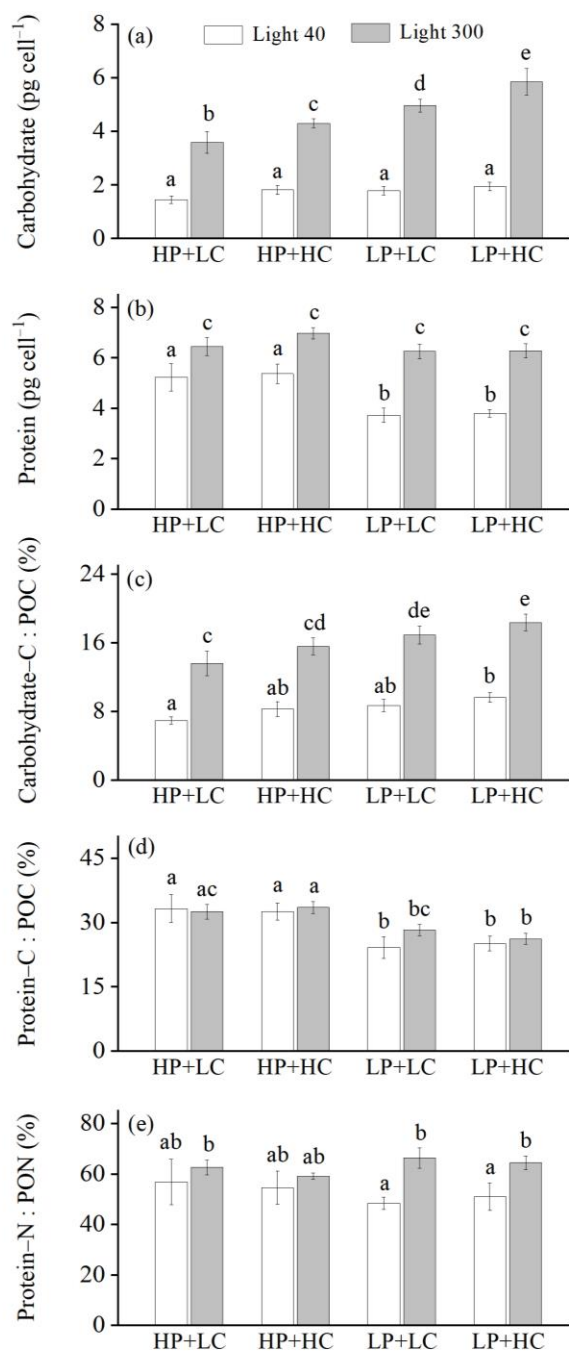 (a) Light 40 Light 300
Carbohydrate (pg cell⁻¹)
8
6
4
2
0
a b a c a d a e
HP+LC HP+HC LP+LC LP+HC
(b)
Protein (pg cell⁻¹)
8
6
4
2
0
a c a c b c b c
HP+LC HP+HC LP+LC LP+HC
(c)
Carbohydrate–C : POC (%)
24
16
8
0
a c ab cd ab de b e
HP+LC HP+HC LP+LC LP+HC
(d)
Protein–C : POC (%)
45
30
15
0
a ac a a b bc b b
HP+LC HP+HC LP+LC LP+HC
(e)
Protein–N : PON (%)
80
60
40
20
0
ab b ab ab a b a b
HP+LC HP+HC LP+LC LP+HC